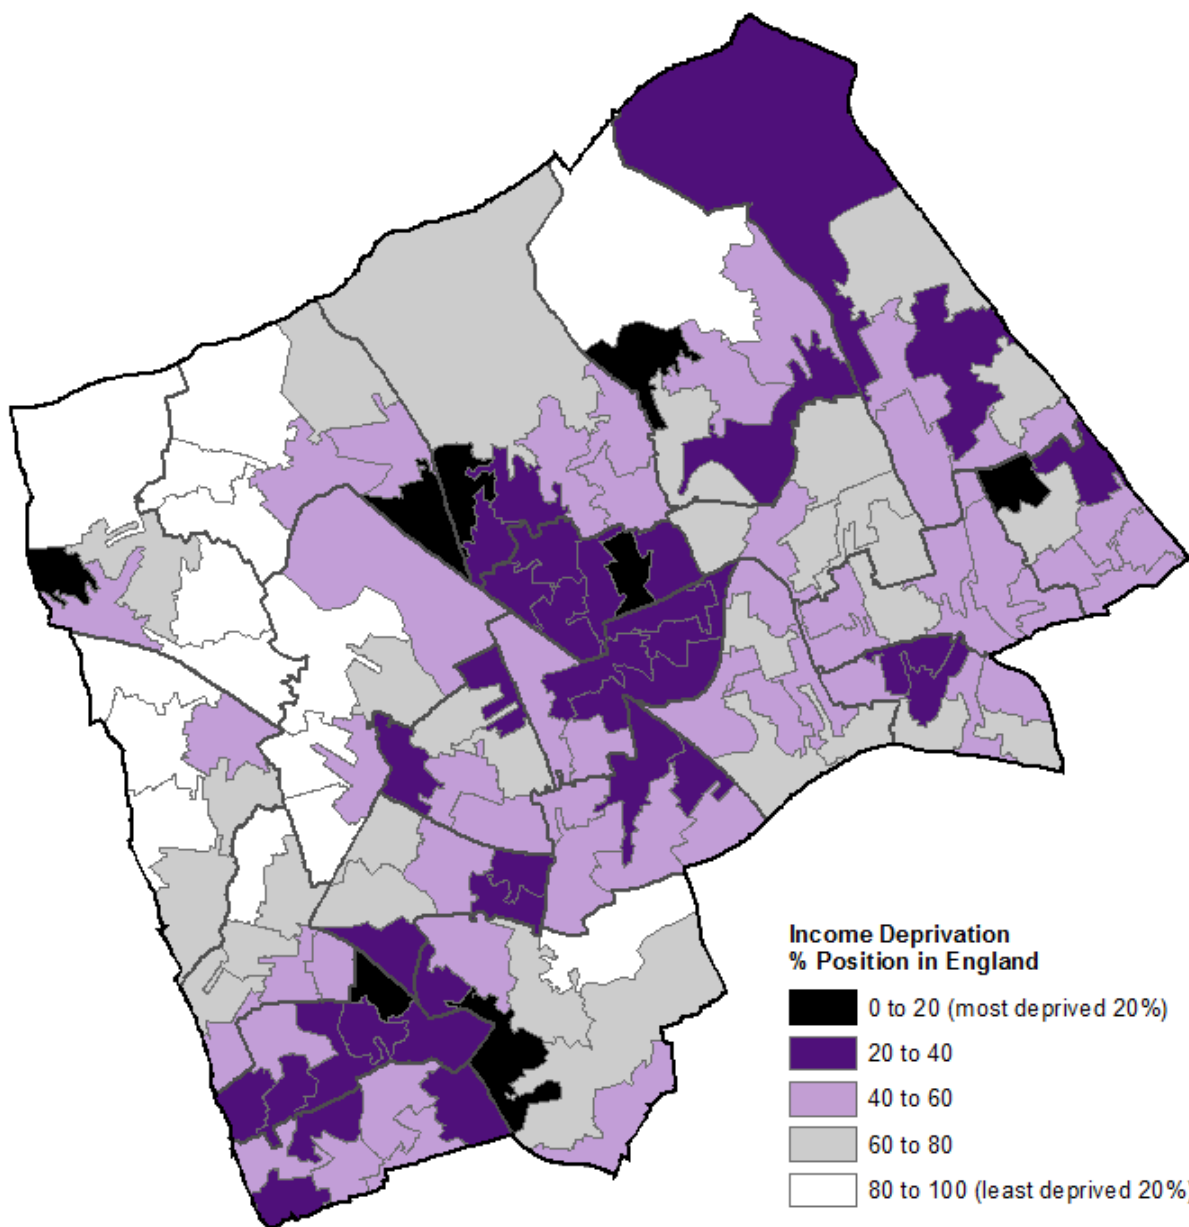 Income Deprivation
% Position in England
0 to 20 (most deprived 20%)
20 to 40
40 to 60
60 to 80
80 to 100 (least deprived 20%)